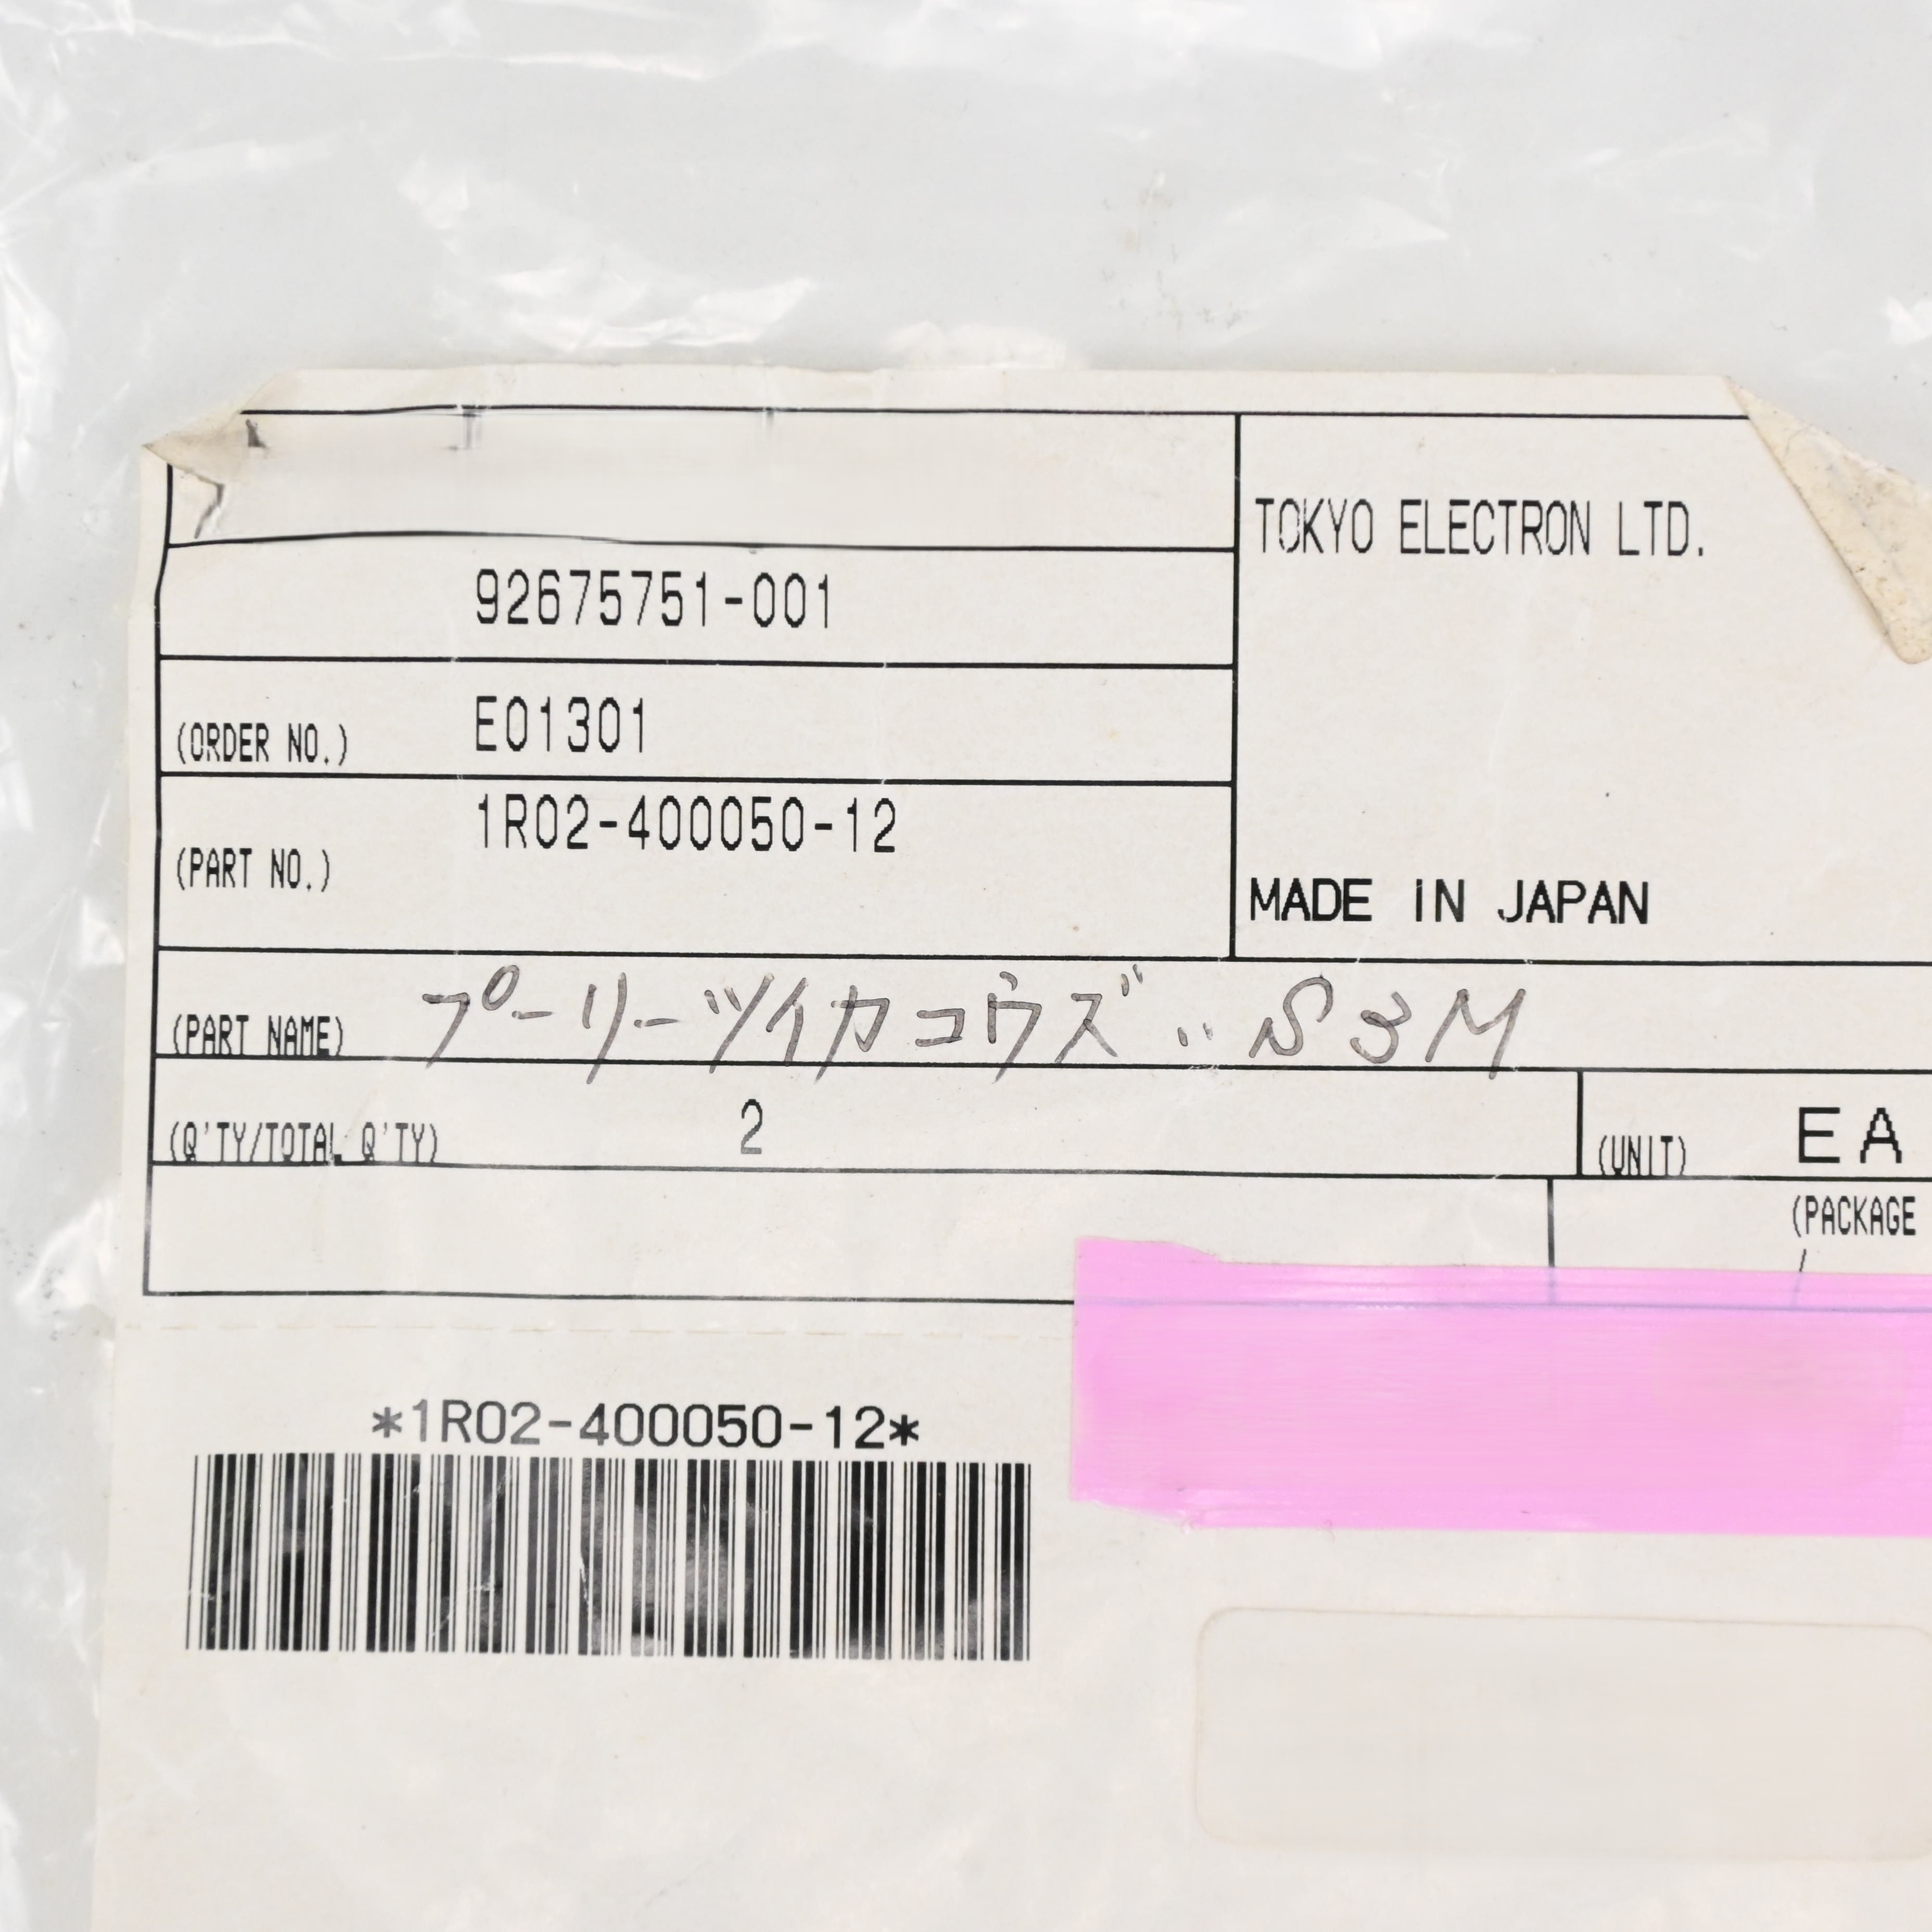 TOKYO ELECTRON LTD.
92675751-001
(ORDER NO.) E01301
(PART NO.) 1R02-400050-12
MADE IN JAPAN
(PART NAME) プーリーツイカコウズ゛‥S3M
(Q'TY/TOTAL Q'TY) 2
(UNIT) EA
(PACKAGE
*1R02-400050-12*